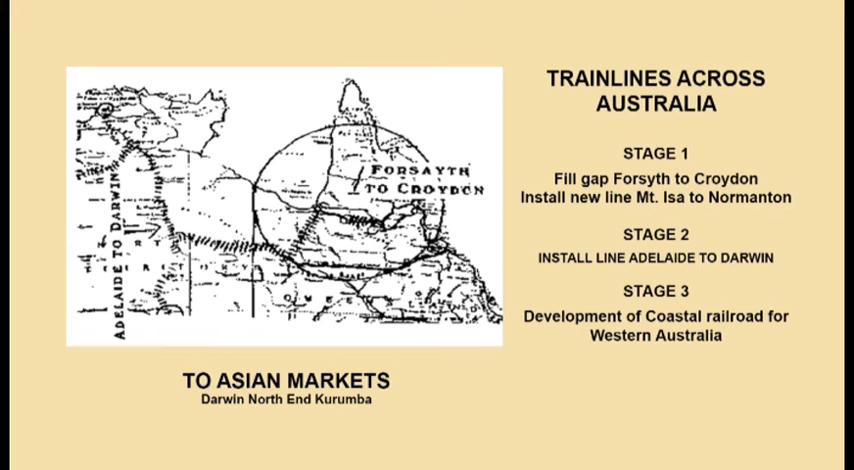 TRAINLINES ACROSS
AUSTRALIA
FORSAYTH
TO CROYDON
ADELAIDE TO DARWIN
STAGE 1
Fill gap Forsyth to Croydon
Install new line Mt. Isa to Normanton
STAGE 2
INSTALL LINE ADELAIDE TO DARWIN
STAGE 3
Development of Coastal railroad for
Western Australia
TO ASIAN MARKETS
Darwin North End Kurumba